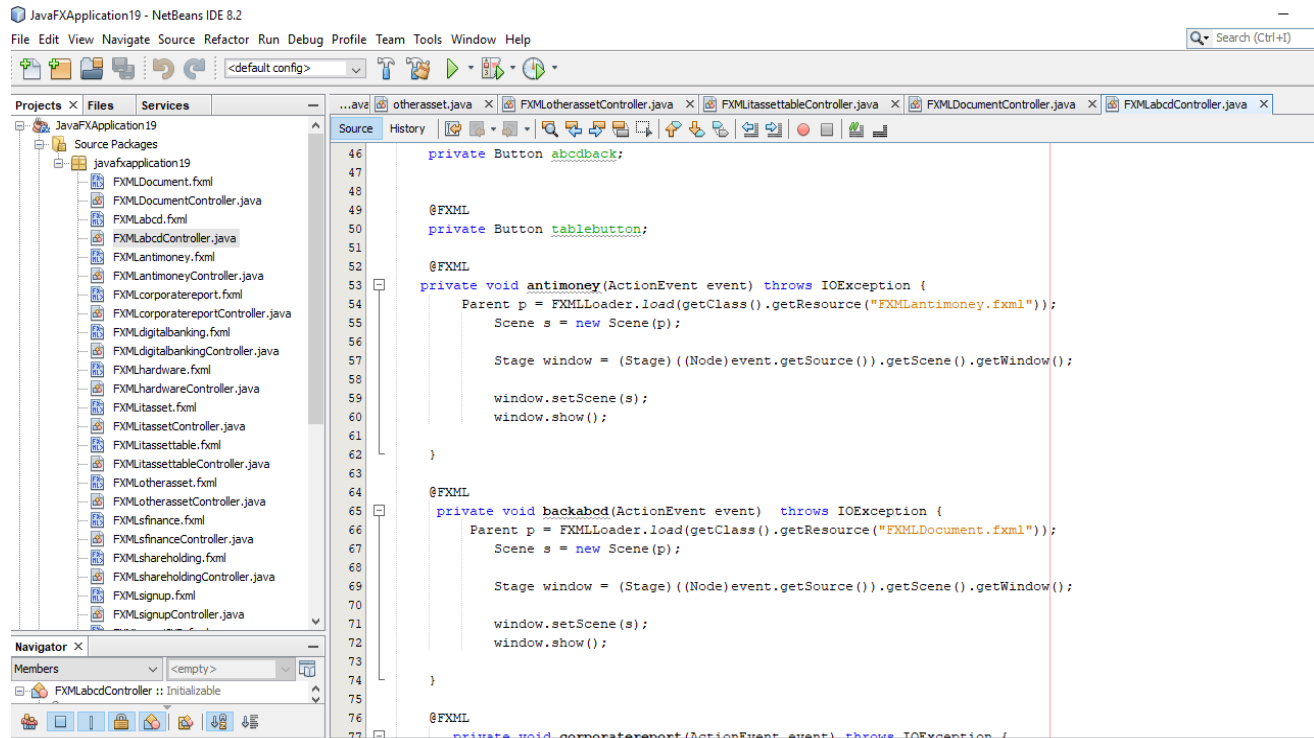 JavaFXApplication19 - NetBeans IDE 8.2
File Edit View Navigate Source Refactor Run Debug Profile Team Tools Window Help
Search (Ctrl+I)
<default config>
Projects Files Services
...ava otherasset.java FXMLotherassetController.java FXMLitassettableController.java FXMLDocumentController.java FXMLabcdController.java
Source History
JavaFXApplication19
Source Packages
javafxapplication19
FXMLDocument.fxml
FXMLDocumentController.java
FXMLabcd.fxml
FXMLabcdController.java
FXMLantimoney.fxml
FXMLantimoneyController.java
FXMLcorporatereport.fxml
FXMLcorporatereportController.java
FXMLdigitalbanking.fxml
FXMLdigitalbankingController.java
FXMLhardware.fxml
FXMLhardwareController.java
FXMLitasset.fxml
FXMLitassetController.java
FXMLitassettable.fxml
FXMLitassettableController.java
FXMLotherasset.fxml
FXMLotherassetController.java
FXMLsfinance.fxml
FXMLsfinanceController.java
FXMLshareholding.fxml
FXMLshareholdingController.java
FXMLsignup.fxml
FXMLsignupController.java
Navigator
Members <empty>
FXMLabcdController :: Initializable
46 private Button abcdback;
47
48
49 @FXML
50 private Button tablebutton;
51
52 @FXML
53 private void antimoney(ActionEvent event) throws IOException {
54 Parent p = FXMLLoader.load(getClass().getResource("FXMLantimoney.fxml"));
55 Scene s = new Scene(p);
56
57 Stage window = (Stage)((Node)event.getSource()).getScene().getWindow();
58
59 window.setScene(s);
60 window.show();
61
62 }
63
64 @FXML
65 private void backabcd(ActionEvent event)  throws IOException {
66 Parent p = FXMLLoader.load(getClass().getResource("FXMLDocument.fxml"));
67 Scene s = new Scene(p);
68
69 Stage window = (Stage)((Node)event.getSource()).getScene().getWindow();
70
71 window.setScene(s);
72 window.show();
73
74 }
75
76 @FXML
77 private void corporatereport(ActionEvent event) throws IOException {